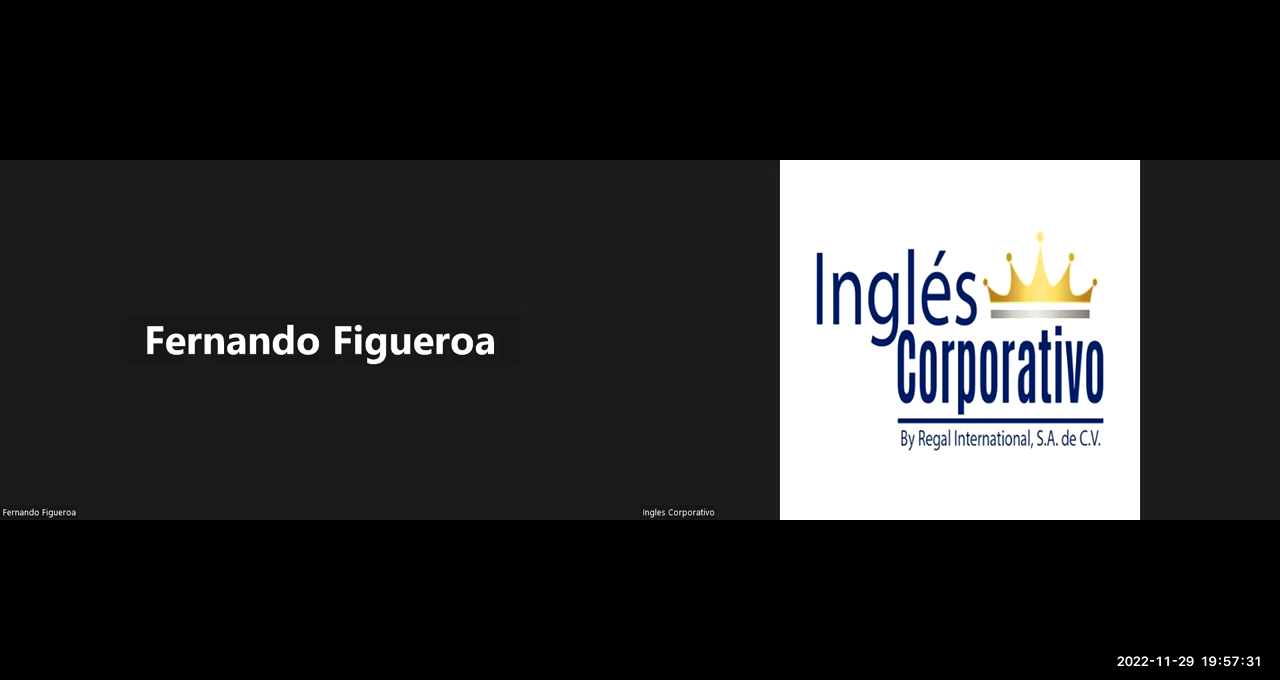 Fernando Figueroa
Fernando Figueroa
Inglés
Corporativo
By Regal International, S.A. de C.V.
Ingles Corporativo
2022-11-29 19:57:31